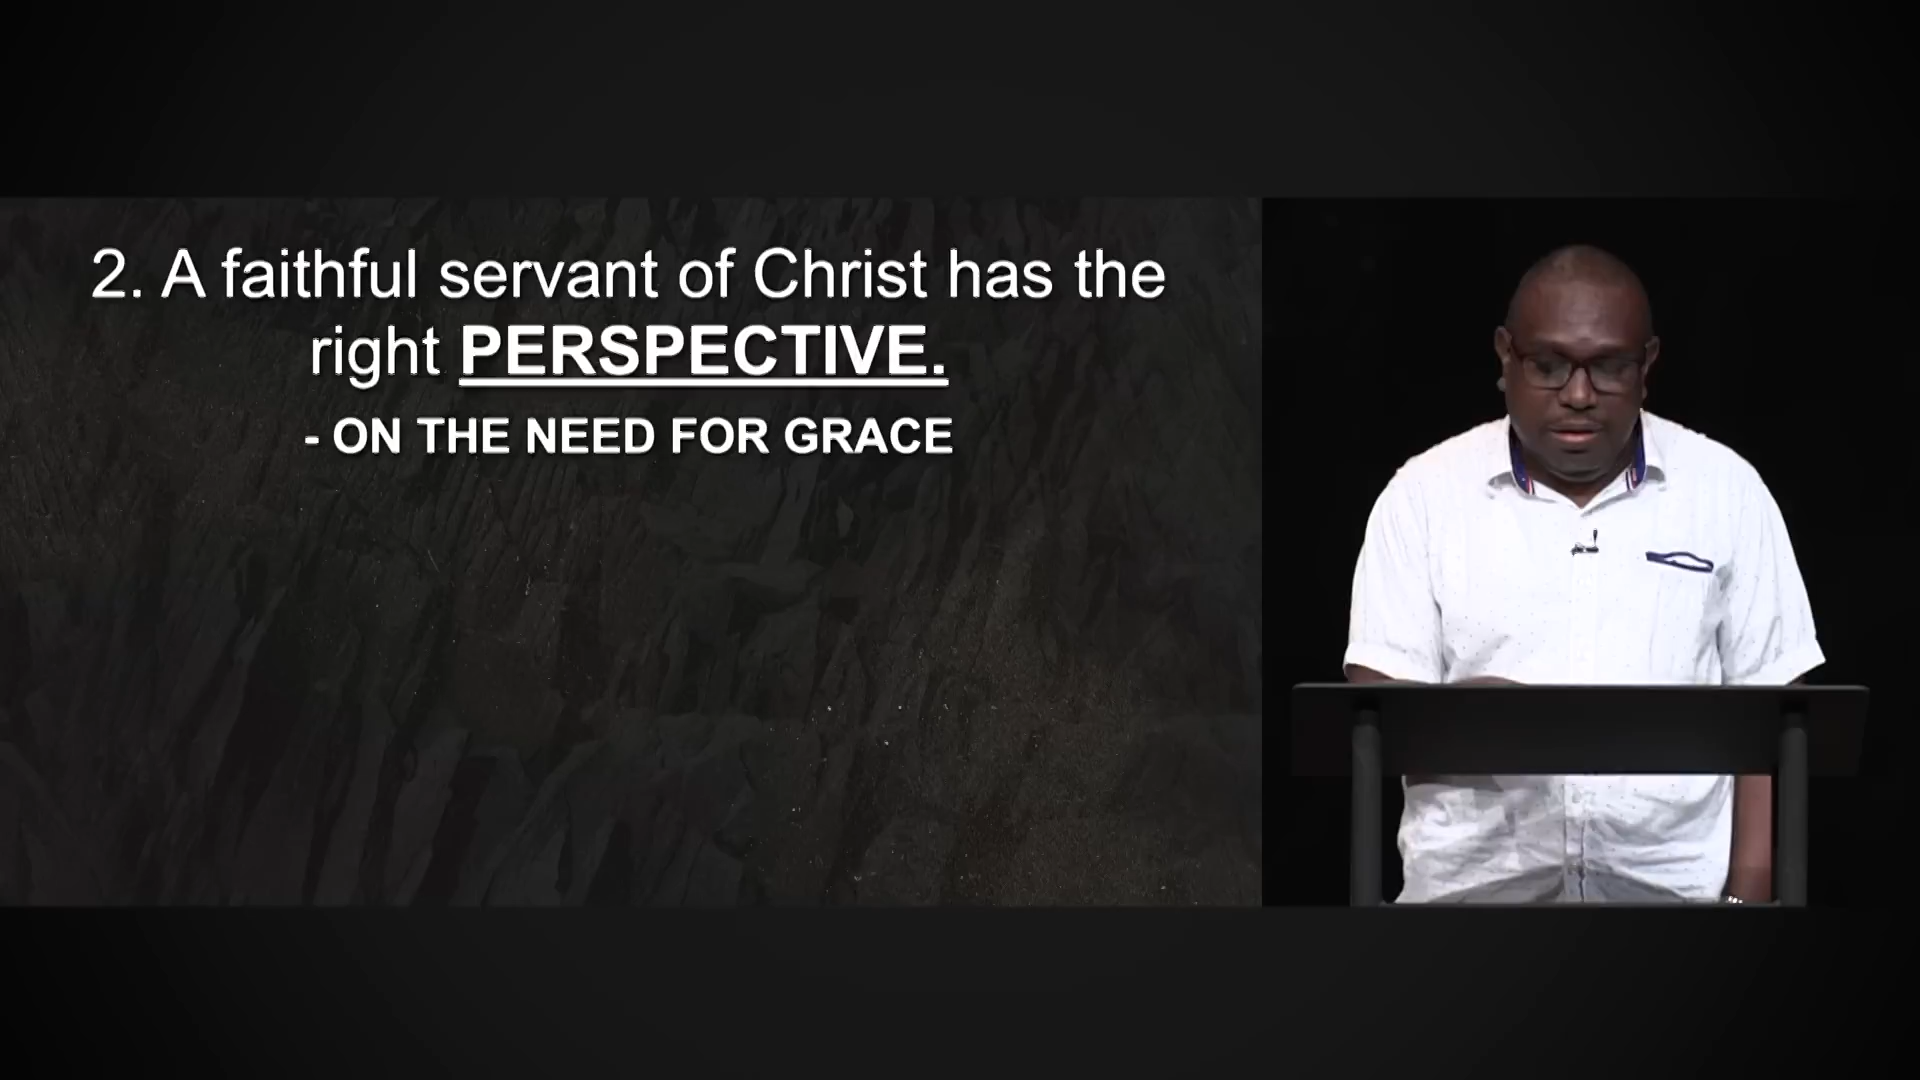 2. A faithful servant of Christ has the
right PERSPECTIVE.
- ON THE NEED FOR GRACE